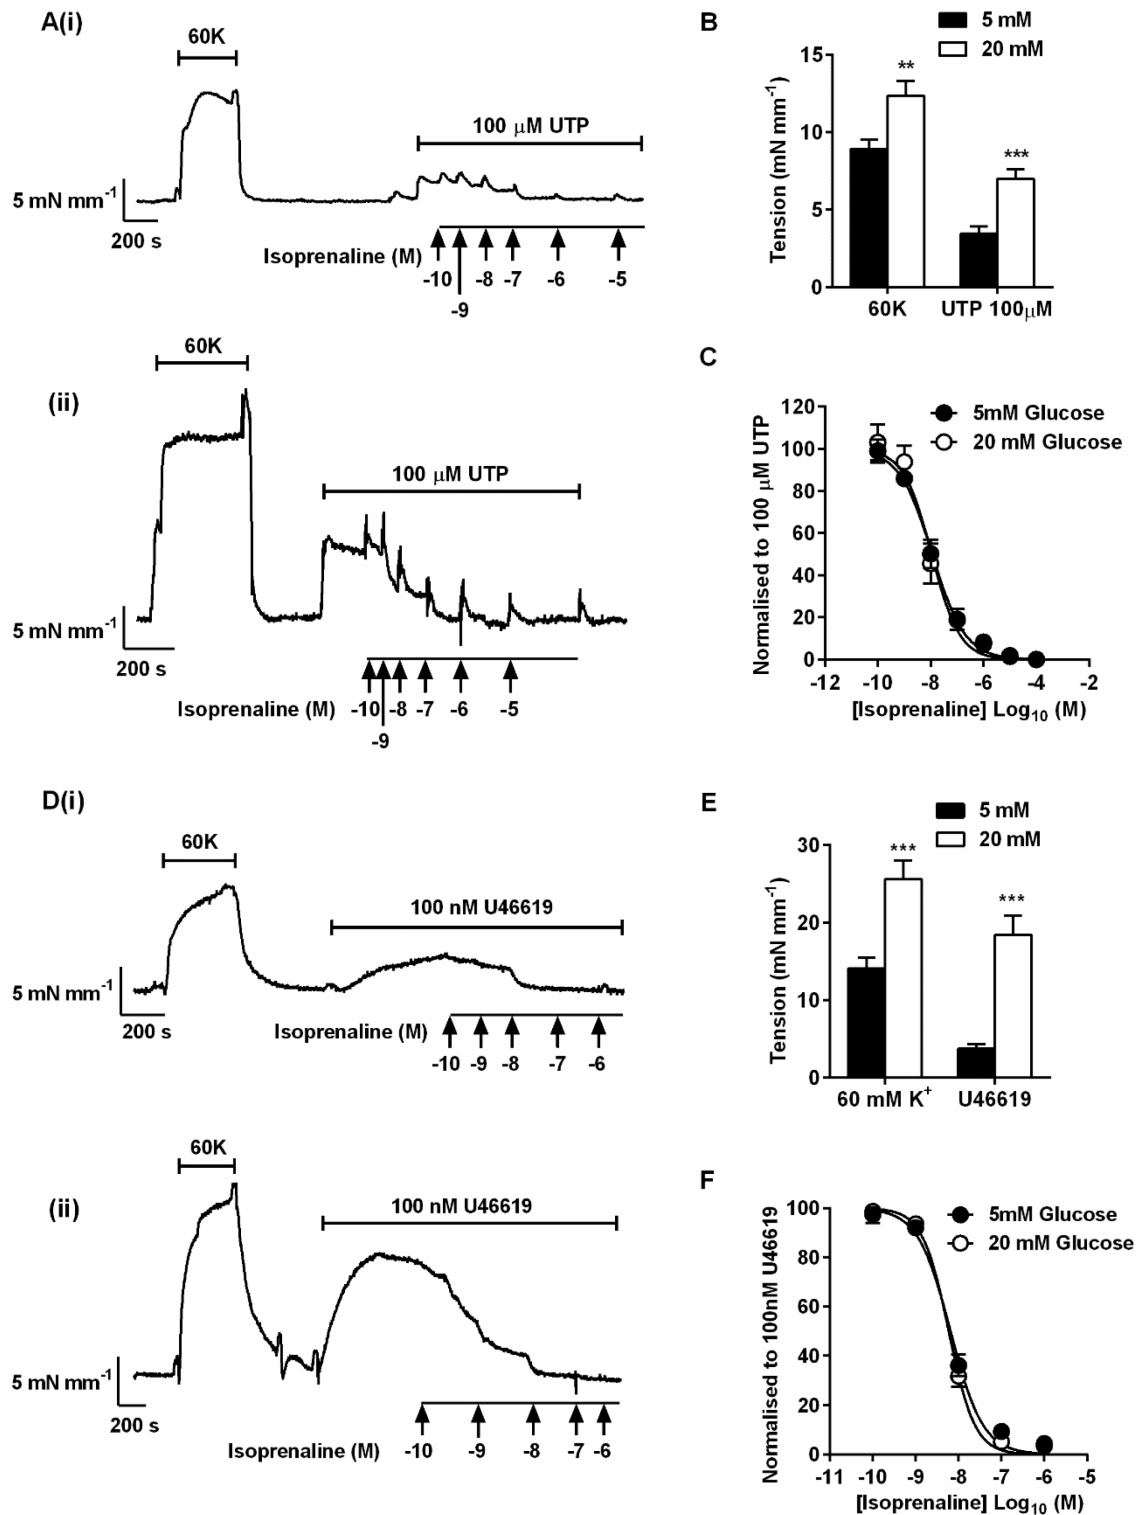 A(i)
60K
100 μM UTP
5 mN mm-1
200 s
Isoprenaline (M)
-10
-9
-8
-7
-6
-5
B
5 mM
20 mM
Tension (mN mm-1)
15
10
5
0
**
***
60K
UTP 100μM
(ii)
60K
100 μM UTP
5 mN mm-1
200 s
Isoprenaline (M)
-10
-9
-8
-7
-6
-5
C
5mM Glucose
20 mM Glucose
Normalised to 100 μM UTP
120
100
80
60
40
20
0
-12
-10
-8
-6
-4
-2
[Isoprenaline] Log10 (M)
D(i)
60K
100 nM U46619
5 mN mm-1
200 s
Isoprenaline (M)
-10
-9
-8
-7
-6
E
5 mM
20 mM
Tension (mN mm-1)
30
20
10
0
***
***
60 mM K+
U46619
(ii)
60K
100 nM U46619
5 mN mm-1
200 s
Isoprenaline (M)
-10
-9
-8
-7
-6
F
5mM Glucose
20 mM Glucose
Normalised to 100nM U46619
100
80
60
40
20
0
-11
-10
-9
-8
-7
-6
-5
[Isoprenaline] Log10 (M)